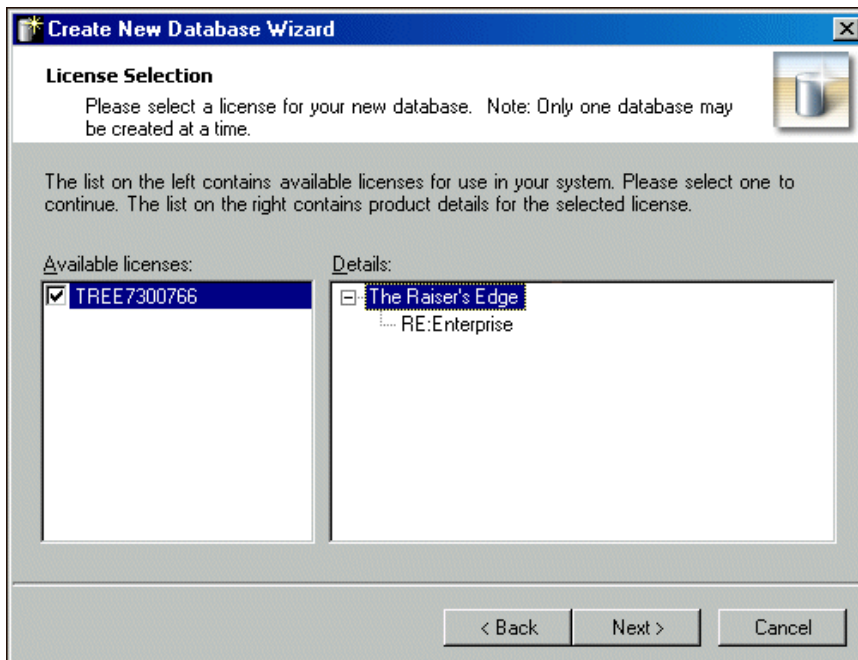 Create New Database Wizard
License Selection
Please select a license for your new database. Note: Only one database may
be created at a time.
The list on the left contains available licenses for use in your system. Please select one to
continue. The list on the right contains product details for the selected license.
Available licenses:
Details:
TREE7300766
The Raiser's Edge
RE:Enterprise
< Back
Next >
Cancel